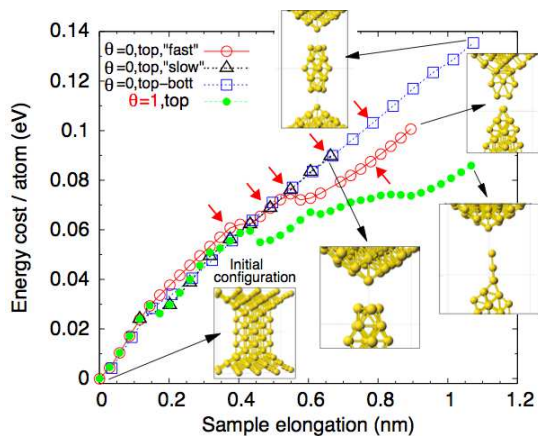 0.14
0.12
0.1
0.08
0.06
0.04
0.02
0
Energy cost / atom (eV)
θ=0,top,"fast"
θ=0,top,"slow"
θ=0,top-bott
θ=1,top
Initial
configuration
0 0.2 0.4 0.6 0.8 1 1.2
Sample elongation (nm)